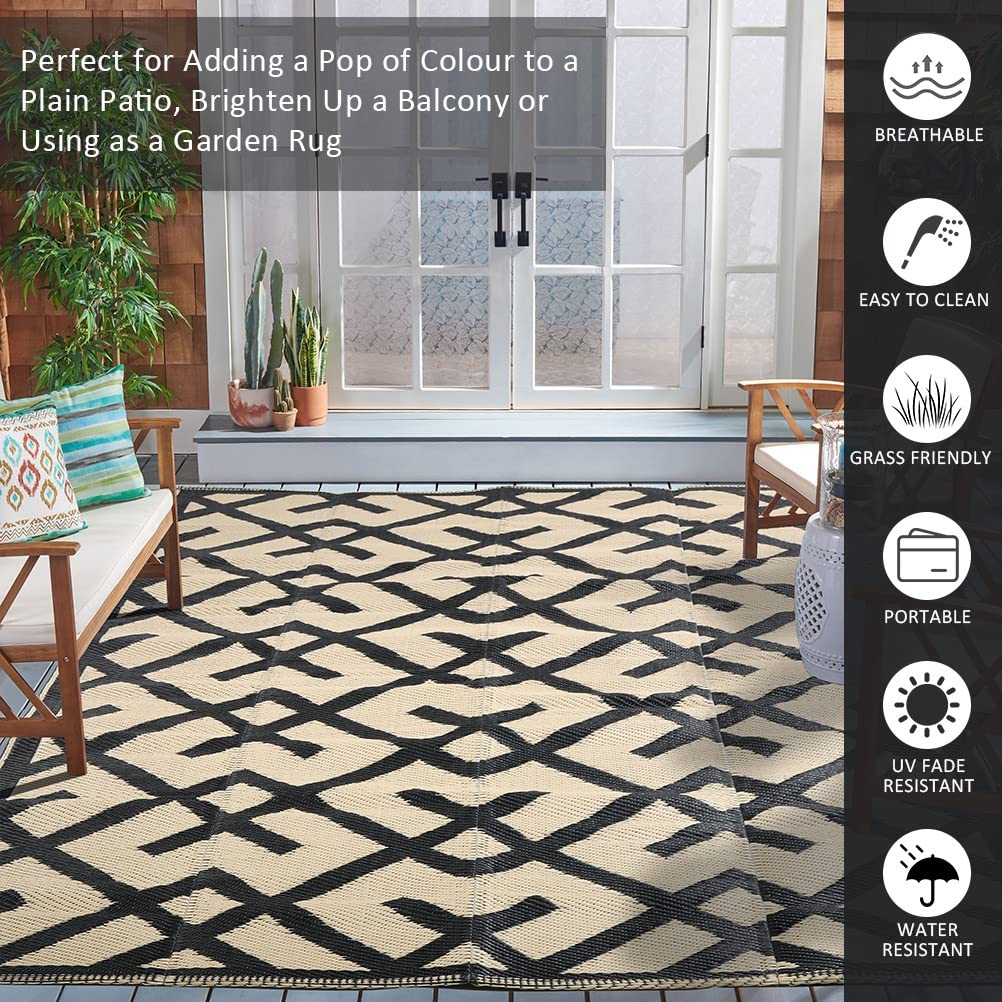 Perfect for Adding a Pop of Colour to a
Plain Patio, Brighten Up a Balcony or
Using as a Garden Rug
BREATHABLE
EASY TO CLEAN
GRASS FRIENDLY
PORTABLE
UV FADE
RESISTANT
WATER
RESISTANT